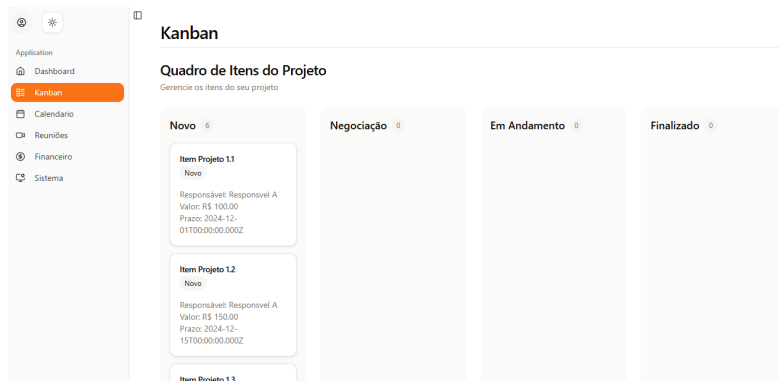 Application
Dashboard
Kanban
Calendario
Reuniões
Financeiro
Sistema
Kanban
Quadro de Itens do Projeto
Gerencie os itens do seu projeto
Novo 6
Item Projeto 1.1
Novo
Responsável: Responsvel A
Valor: R$ 100.00
Prazo: 2024-12-
01T00:00:00.000Z
Item Projeto 1.2
Novo
Responsável: Responsvel A
Valor: R$ 150.00
Prazo: 2024-12-
15T00:00:00.000Z
Item Projeto 1.3
Negociação 0
Em Andamento 0
Finalizado 0